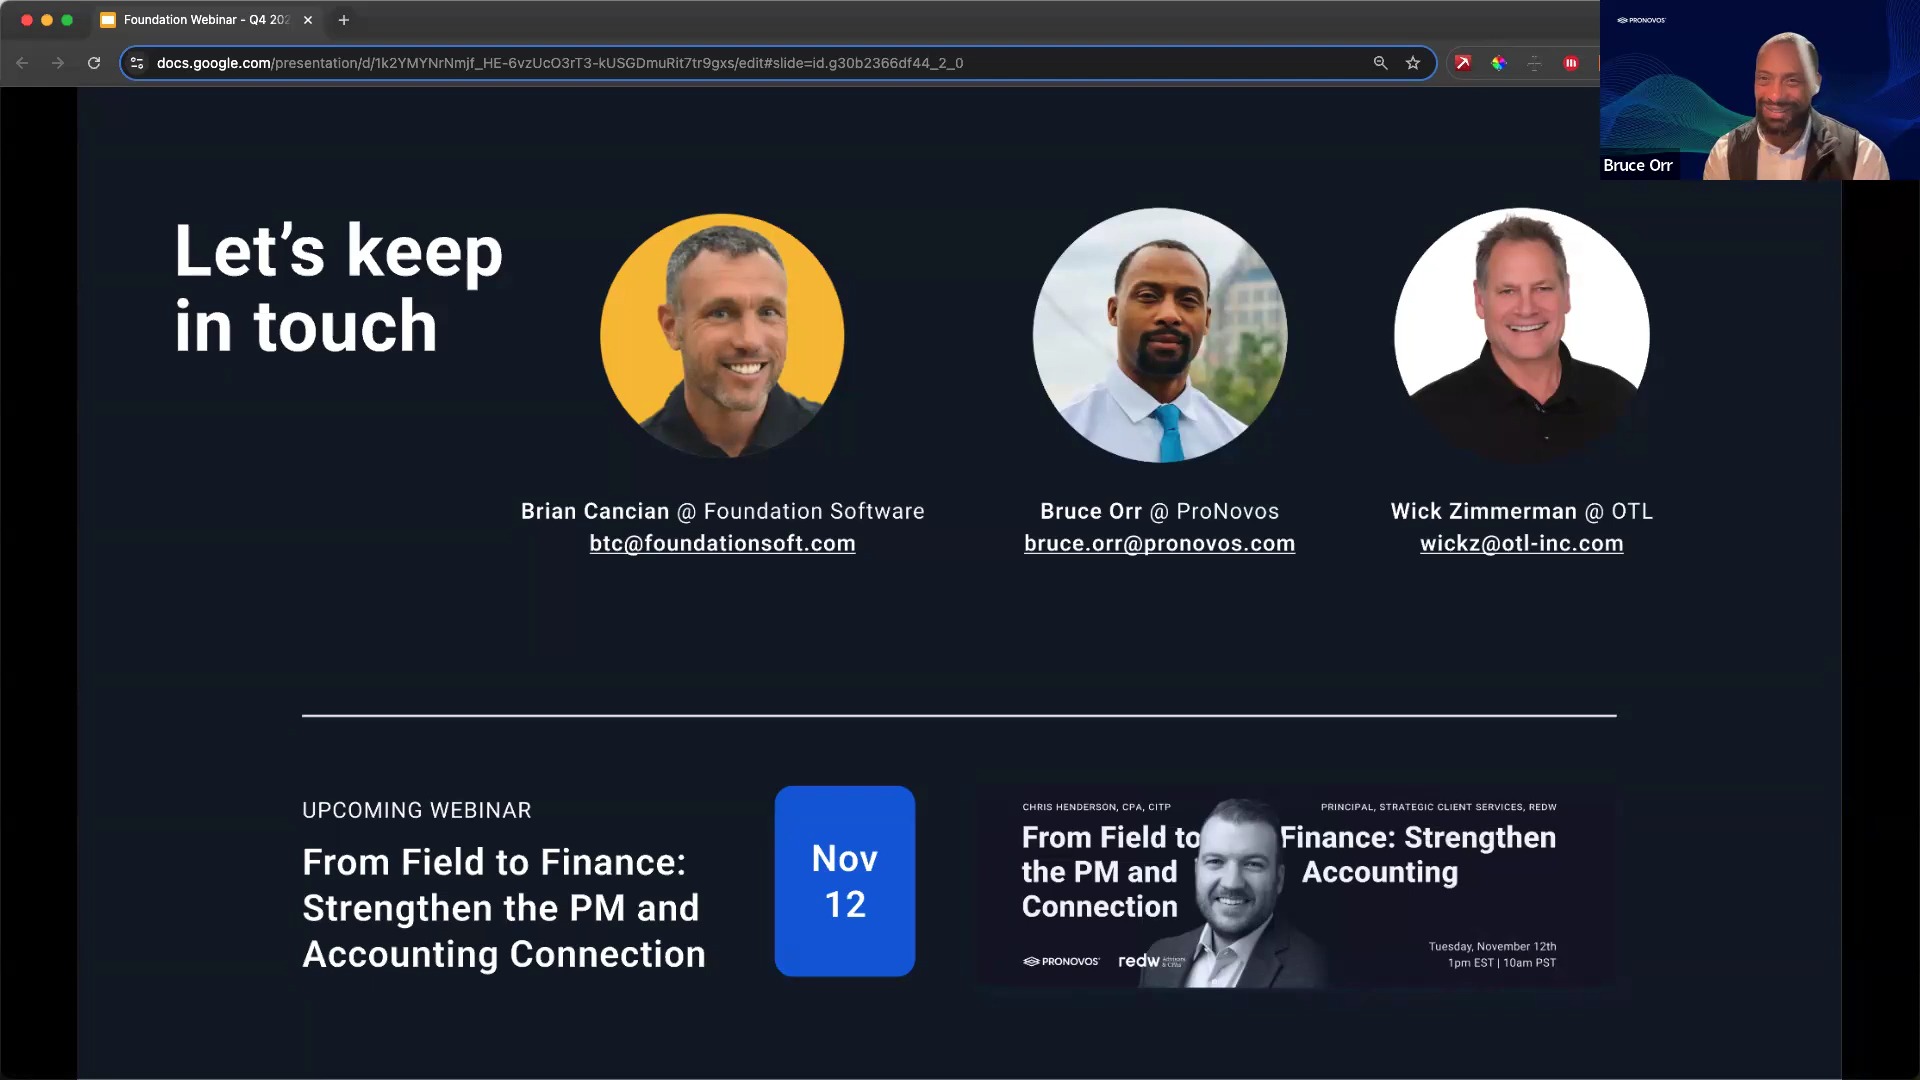 Foundation Webinar - Q4 202
docs.google.com/presentation/d/1k2YMYNrNmjf_HE-6vzUcO3rT3-kUSGDmuRit7tr9gxs/edit#slide=id.g30b2366df44_2_0
PRONOVOS
Bruce Orr
Let’s keep
in touch
Brian Cancian @ Foundation Software
btc@foundationsoft.com
Bruce Orr @ ProNovos
bruce.orr@pronovos.com
Wick Zimmerman @ OTL
wickz@otl-inc.com
UPCOMING WEBINAR
From Field to Finance:
Strengthen the PM and
Accounting Connection
Nov
12
CHRIS HENDERSON, CPA, CITP
PRINCIPAL, STRATEGIC CLIENT SERVICES, REDW
From Field to Finance: Strengthen
the PM and Accounting
Connection
PRONOVOS
redw Advisors & CPAs
Tuesday, November 12th
1pm EST | 10am PST